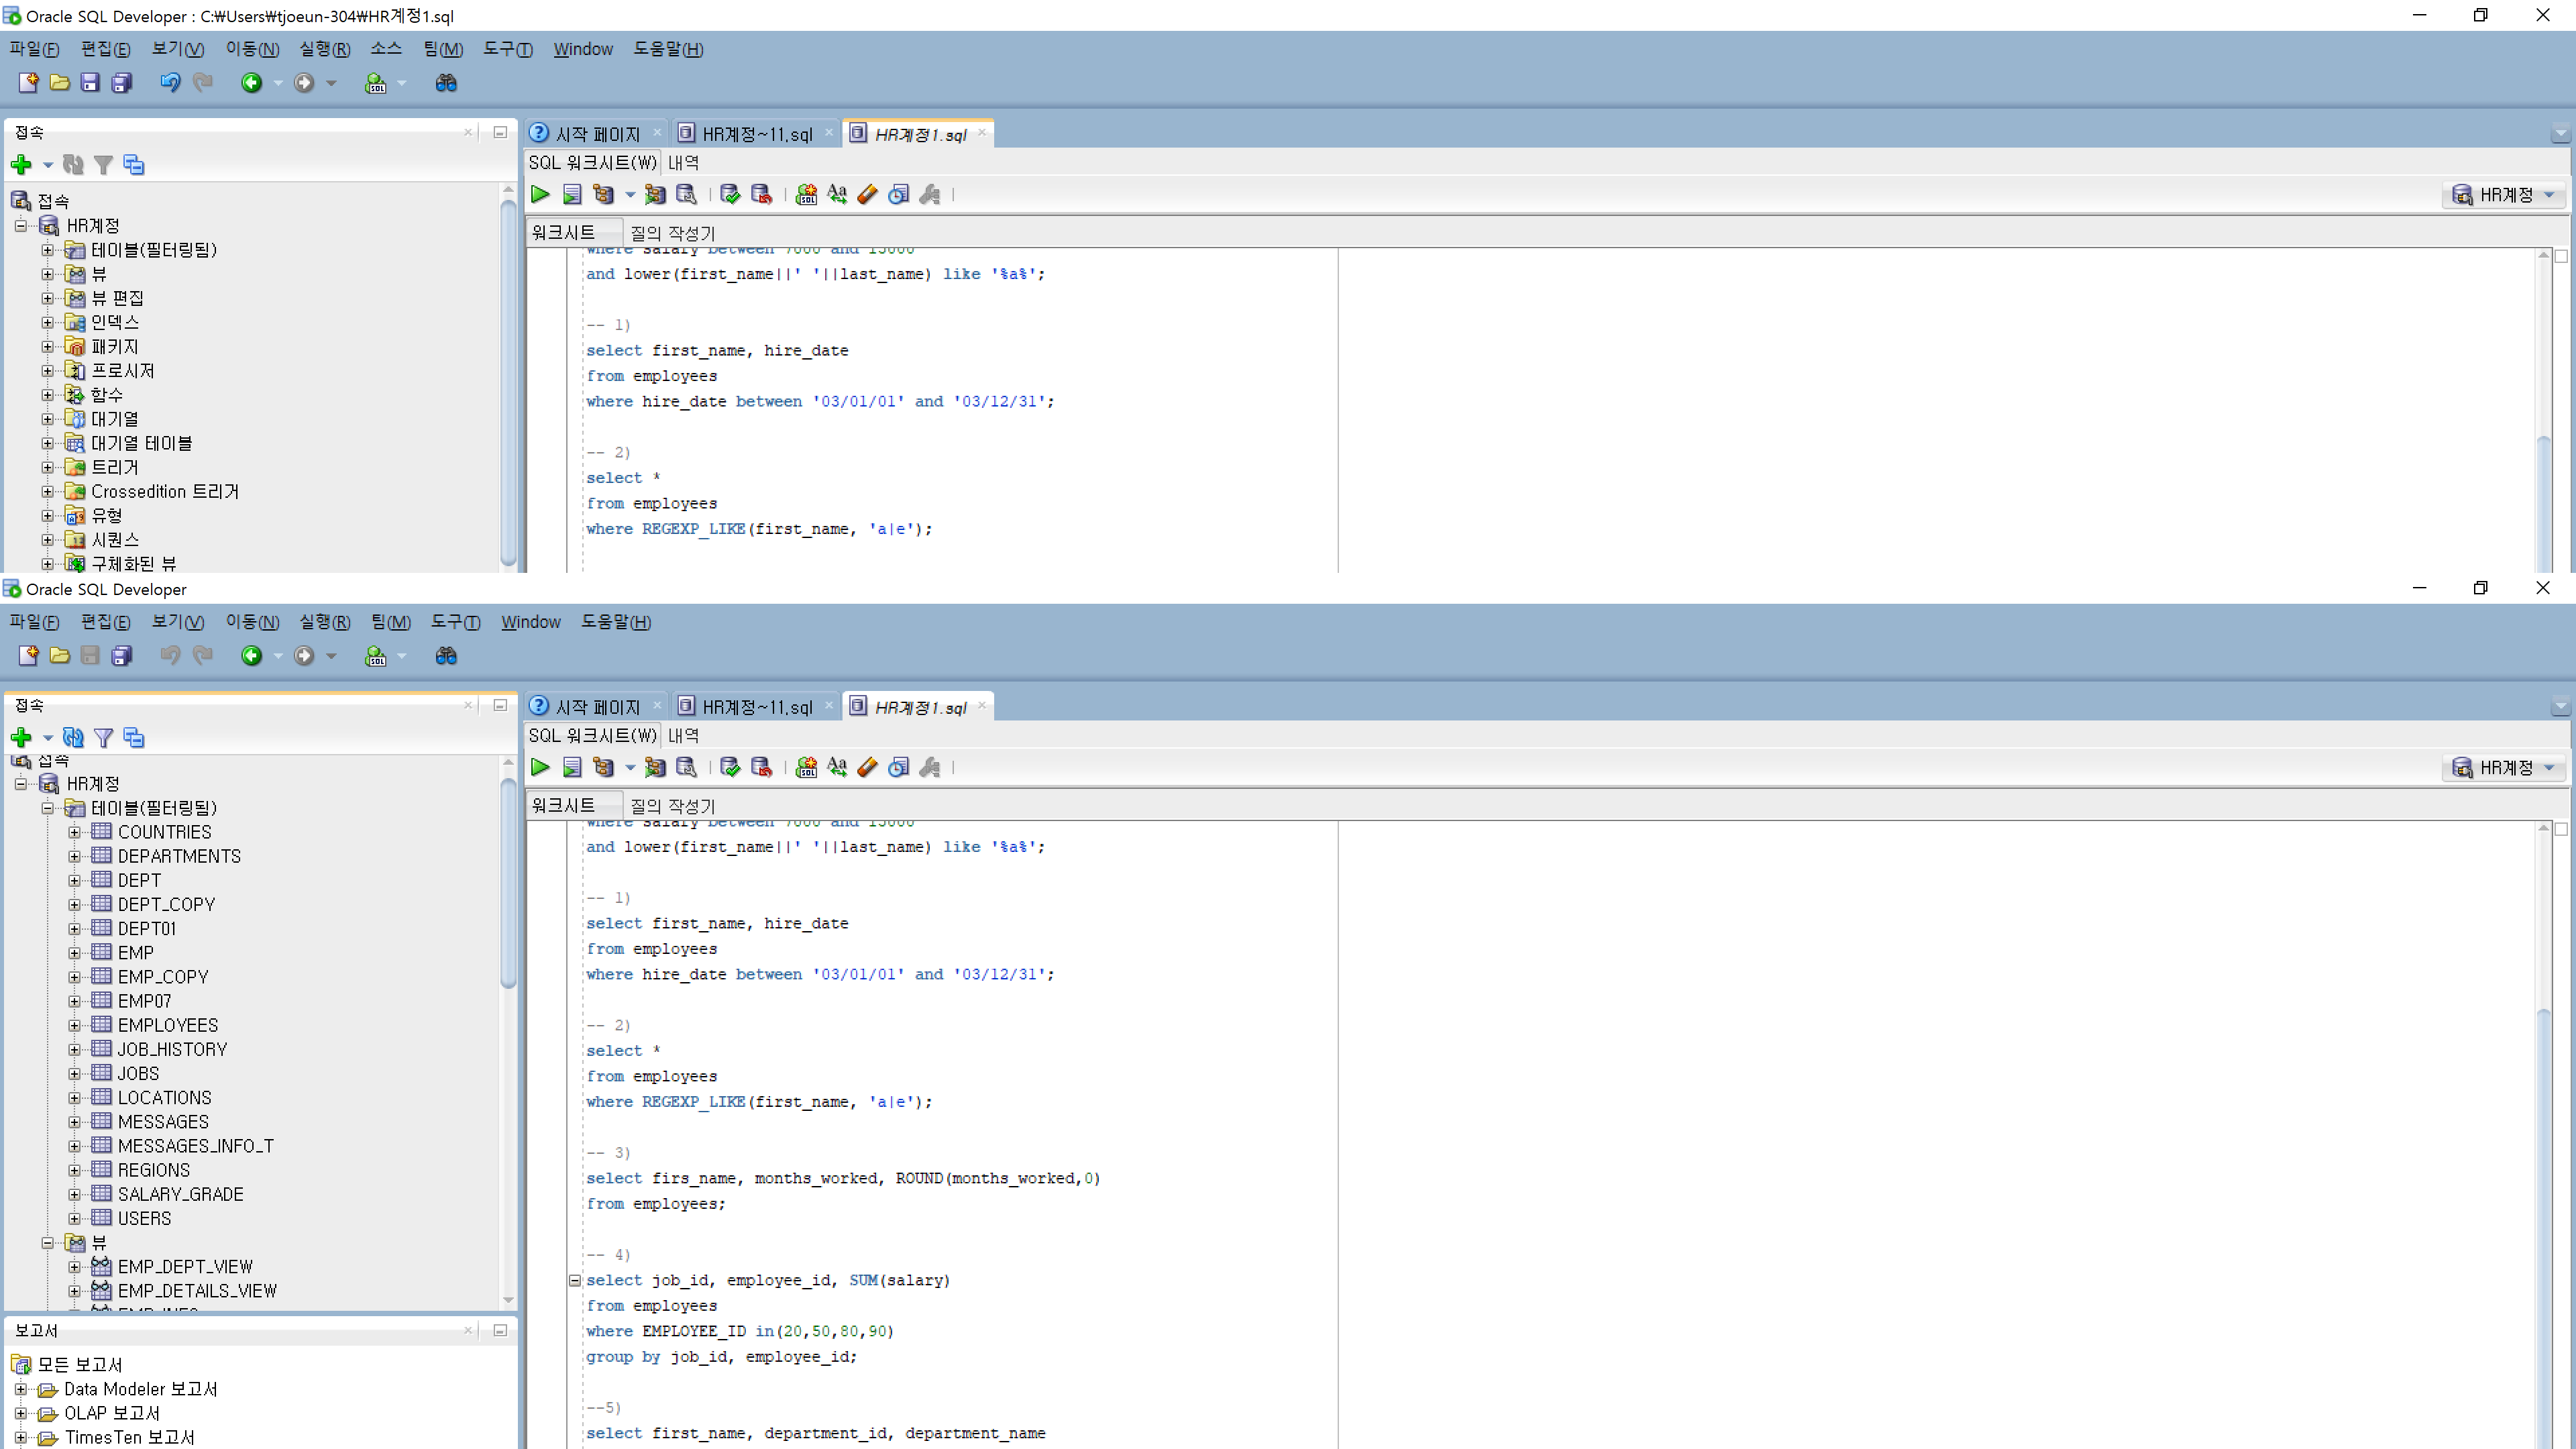 Oracle SQL Developer : C:₩Users₩tjoeun-304₩HR계정1.sql
파일(F) 편집(E) 보기(V) 이동(N) 실행(R) 소스 팀(M) 도구(T) Window 도움말(H)
접속
시작 페이지 HR계정~11.sql HR계정1.sql
SQL 워크시트(W) 내역
HR계정
워크시트 질의 작성기
접속
HR계정
테이블(필터링됨)
뷰
뷰 편집
인덱스
패키지
프로시저
함수
대기열
대기열 테이블
트리거
Crossedition 트리거
유형
시퀀스
구체화된 뷰
where salary between 7000 and 15000
and lower(first_name||' '||last_name) like '%a%';
-- 1)
select first_name, hire_date
from employees
where hire_date between '03/01/01' and '03/12/31';
-- 2)
select *
from employees
where REGEXP_LIKE(first_name, 'a|e');
Oracle SQL Developer
파일(F) 편집(E) 보기(V) 이동(N) 실행(R) 팀(M) 도구(T) Window 도움말(H)
접속
시작 페이지 HR계정~11.sql HR계정1.sql
SQL 워크시트(W) 내역
HR계정
워크시트 질의 작성기
접속
HR계정
테이블(필터링됨)
COUNTRIES
DEPARTMENTS
DEPT
DEPT_COPY
DEPT01
EMP
EMP_COPY
EMP07
EMPLOYEES
JOB_HISTORY
JOBS
LOCATIONS
MESSAGES
MESSAGES_INFO_T
REGIONS
SALARY_GRADE
USERS
뷰
EMP_DEPT_VIEW
EMP_DETAILS_VIEW
보고서
모든 보고서
Data Modeler 보고서
OLAP 보고서
TimesTen 보고서
where salary between 7000 and 15000
and lower(first_name||' '||last_name) like '%a%';
-- 1)
select first_name, hire_date
from employees
where hire_date between '03/01/01' and '03/12/31';
-- 2)
select *
from employees
where REGEXP_LIKE(first_name, 'a|e');
-- 3)
select firs_name, months_worked, ROUND(months_worked,0)
from employees;
-- 4)
select job_id, employee_id, SUM(salary)
from employees
where EMPLOYEE_ID in(20,50,80,90)
group by job_id, employee_id;
--5)
select first_name, department_id, department_name